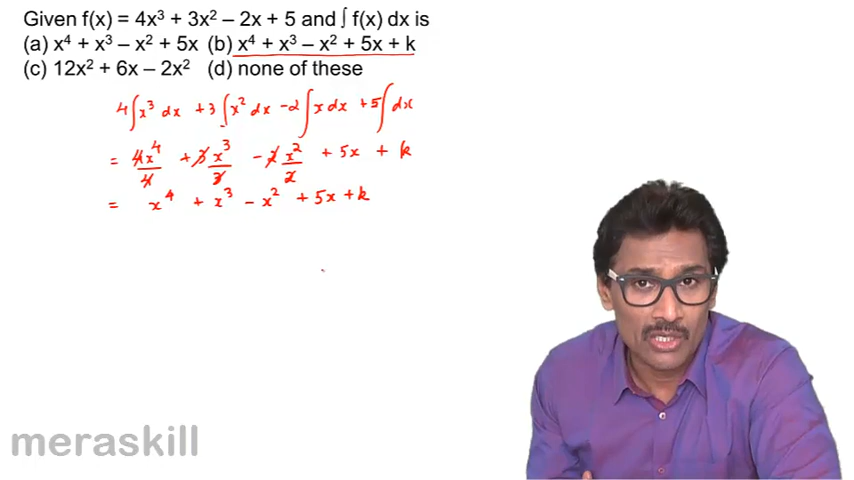 Given f(x) = 4x³ + 3x² – 2x + 5 and ∫ f(x) dx is
(a) x⁴ + x³ – x² + 5x (b) x⁴ + x³ – x² + 5x + k
(c) 12x² + 6x – 2x² (d) none of these
4∫x³ dx + 3∫x² dx - 2∫x dx + 5∫dx
= 4x⁴/4 + 3x³/3 - 2x²/2 + 5x + k
= x⁴ + x³ - x² + 5x + k
meraskill